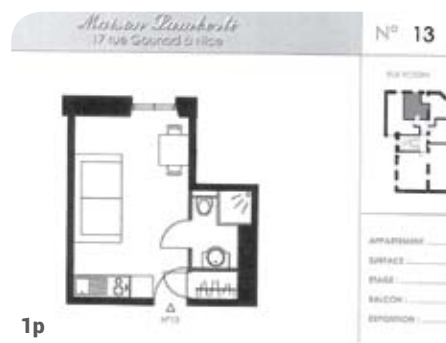 Maison Lamberti
17 rue Gounod à Nice
N° 13
APPARTEMENT :
SURFACE :
ETAGE :
BALCON :
EXPOSITION :
N°13
1p